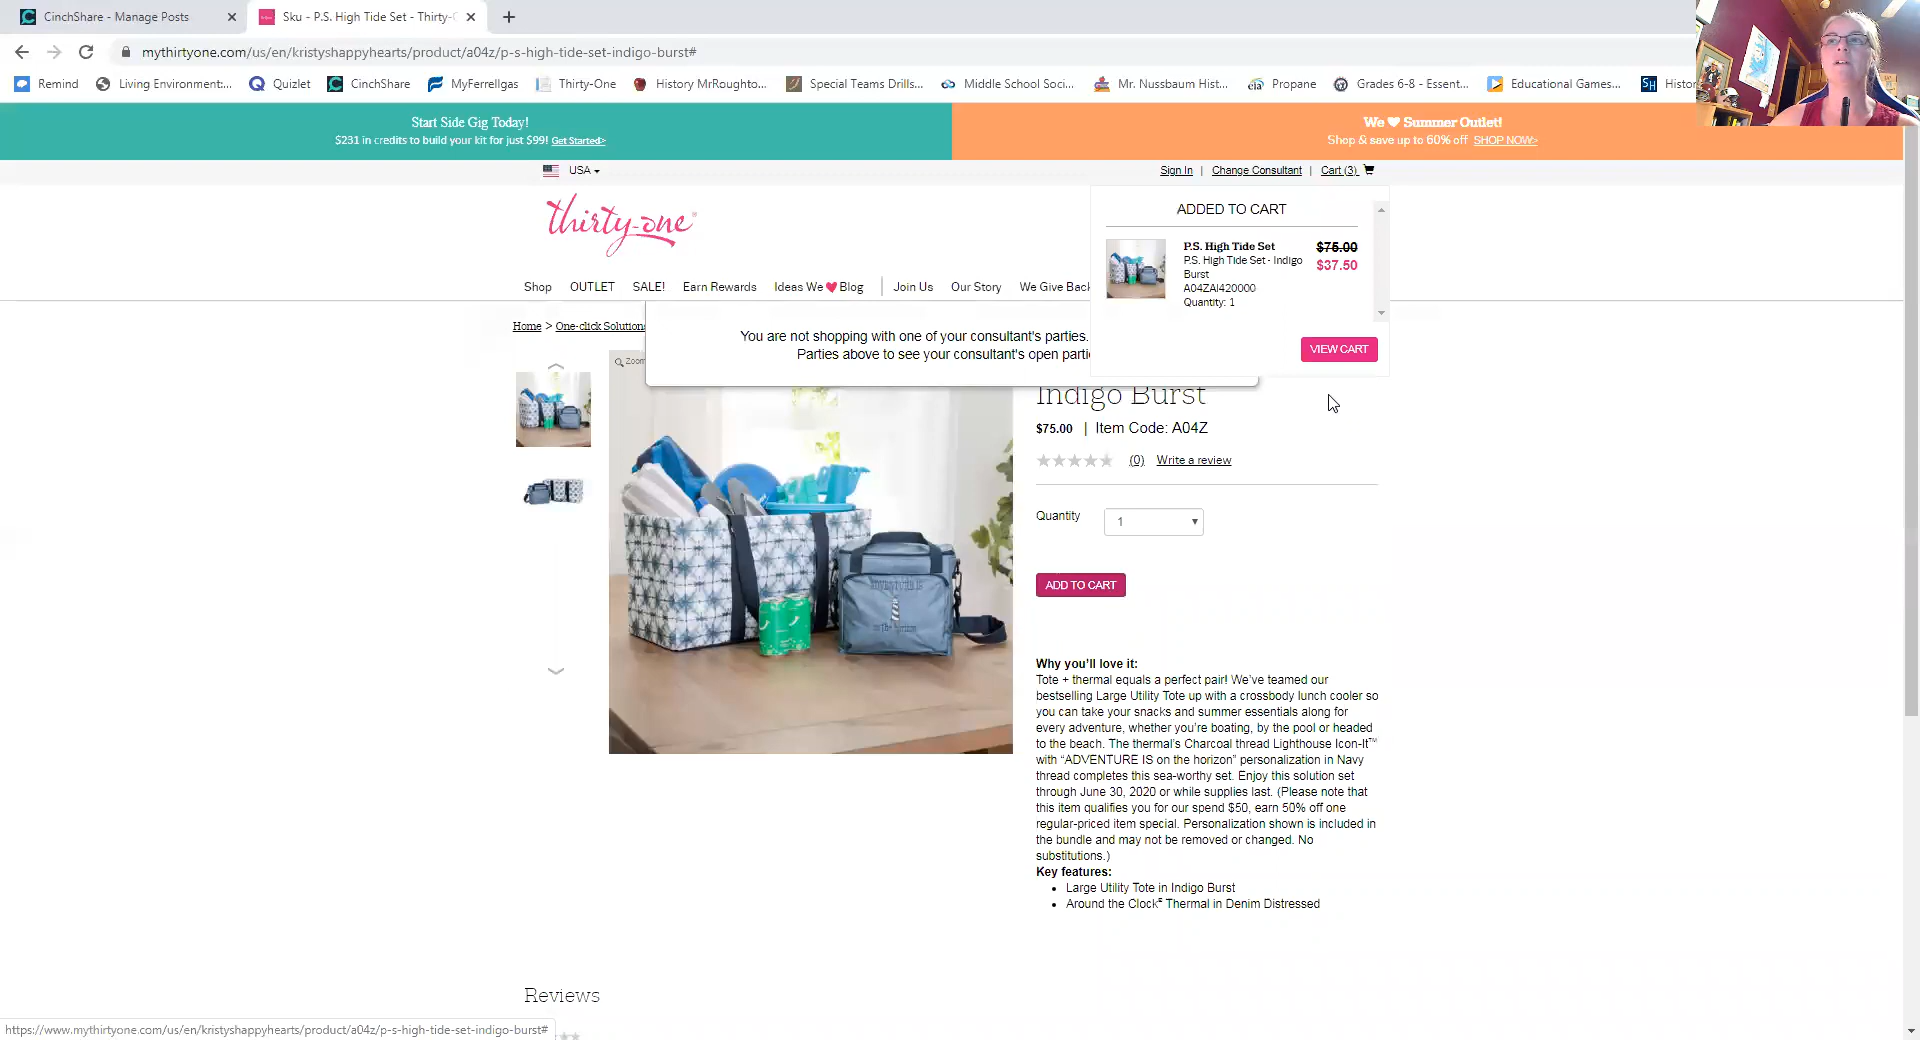 CinchShare - Manage Posts
Sku - P.S. High Tide Set - Thirty-
mythirtyone.com/us/en/kristyshappyhearts/product/a04z/p-s-high-tide-set-indigo-burst#
Remind
Living Environment:...
Quizlet
CinchShare
MyFerrellgas
Thirty-One
History MrRoughto...
Special Teams Drills...
Middle School Soci...
Mr. Nussbaum Hist...
Propane
Grades 6-8 - Essent...
Educational Games...
SH
Start Side Gig Today!
$231 in credits to build your kit for just $99! Get Started>
We ♥ Summer Outlet!
Shop & save up to 60% off SHOP NOW>
USA
Sign In | Change Consultant | Cart (3)
thirty-one
ADDED TO CART
P.S. High Tide Set $75.00
P.S. High Tide Set - Indigo $37.50
Burst
A04ZAI420000
Quantity: 1
VIEW CART
Shop OUTLET SALE! Earn Rewards Ideas We ♥ Blog Join Us Our Story We Give Back
Home > One-click Solutions
You are not shopping with one of your consultant's parties.
Parties above to see your consultant's open
Zoom
Indigo Burst
$75.00 | Item Code: A04Z
(0) Write a review
Quantity 1
ADD TO CART
ADVENTURE IS
on the horizon
Why you'll love it:
Tote + thermal equals a perfect pair! We've teamed our
bestselling Large Utility Tote up with a crossbody lunch cooler so
you can take your snacks and summer essentials along for
every adventure, whether you're boating, by the pool or headed
to the beach. The thermal's Charcoal thread Lighthouse Icon-It™
with “ADVENTURE IS on the horizon” personalization in Navy
thread completes this sea-worthy set. Enjoy this solution set
through June 30, 2020 or while supplies last. (Please note that
this item qualifies you for our spend $50, earn 50% off one
regular-priced item special. Personalization shown is included in
the bundle and may not be removed or changed. No
substitutions.)
Key features:
• Large Utility Tote in Indigo Burst
• Around the Clock Thermal in Denim Distressed
Reviews
https://www.mythirtyone.com/us/en/kristyshappyhearts/product/a04z/p-s-high-tide-set-indigo-burst#